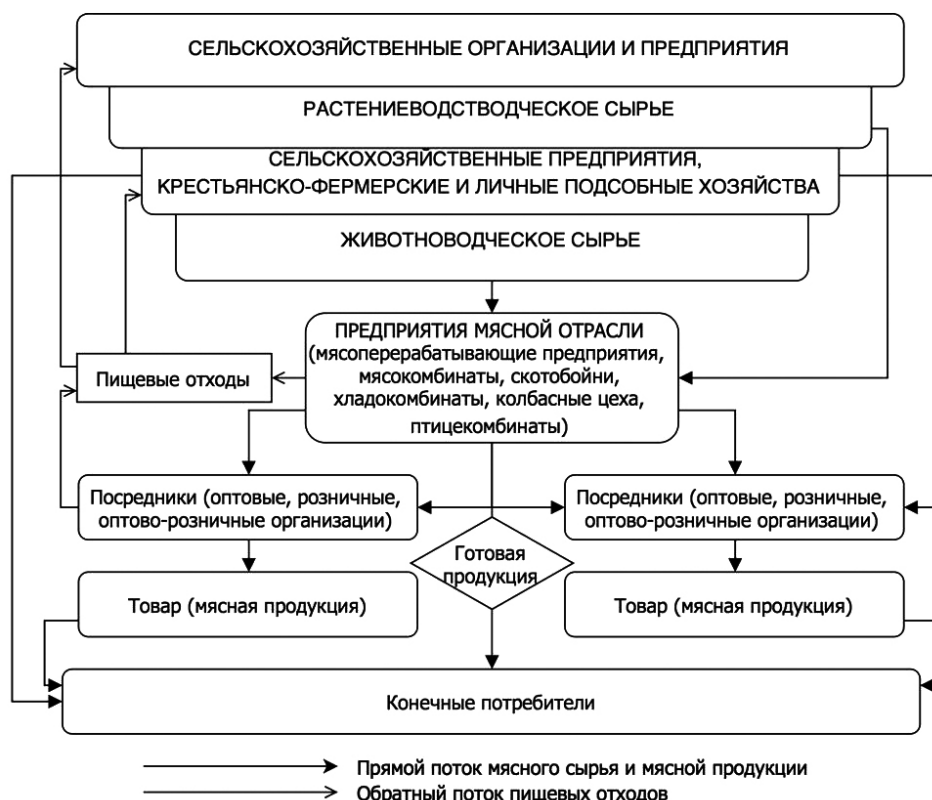 СЕЛЬСКОХОЗЯЙСТВЕННЫЕ ОРГАНИЗАЦИИ И ПРЕДПРИЯТИЯ
РАСТЕНИЕВОДСТВОДЧЕСКОЕ СЫРЬЕ
СЕЛЬСКОХОЗЯЙСТВЕННЫЕ ПРЕДПРИЯТИЯ,
КРЕСТЬЯНСКО-ФЕРМЕРСКИЕ И ЛИЧНЫЕ ПОДСОБНЫЕ ХОЗЯЙСТВА
ЖИВОТНОВОДЧЕСКОЕ СЫРЬЕ
ПРЕДПРИЯТИЯ МЯСНОЙ ОТРАСЛИ
(мясоперерабатывающие предприятия,
мясокомбинаты, скотобойни,
хладокомбинаты, колбасные цеха,
птицекомбинаты)
Пищевые отходы
Посредники (оптовые, розничные,
оптово-розничные организации)
Посредники (оптовые, розничные,
оптово-розничные организации)
Готовая
продукция
Товар (мясная продукция)
Товар (мясная продукция)
Конечные потребители
Прямой поток мясного сырья и мясной продукции
Обратный поток пищевых отходов